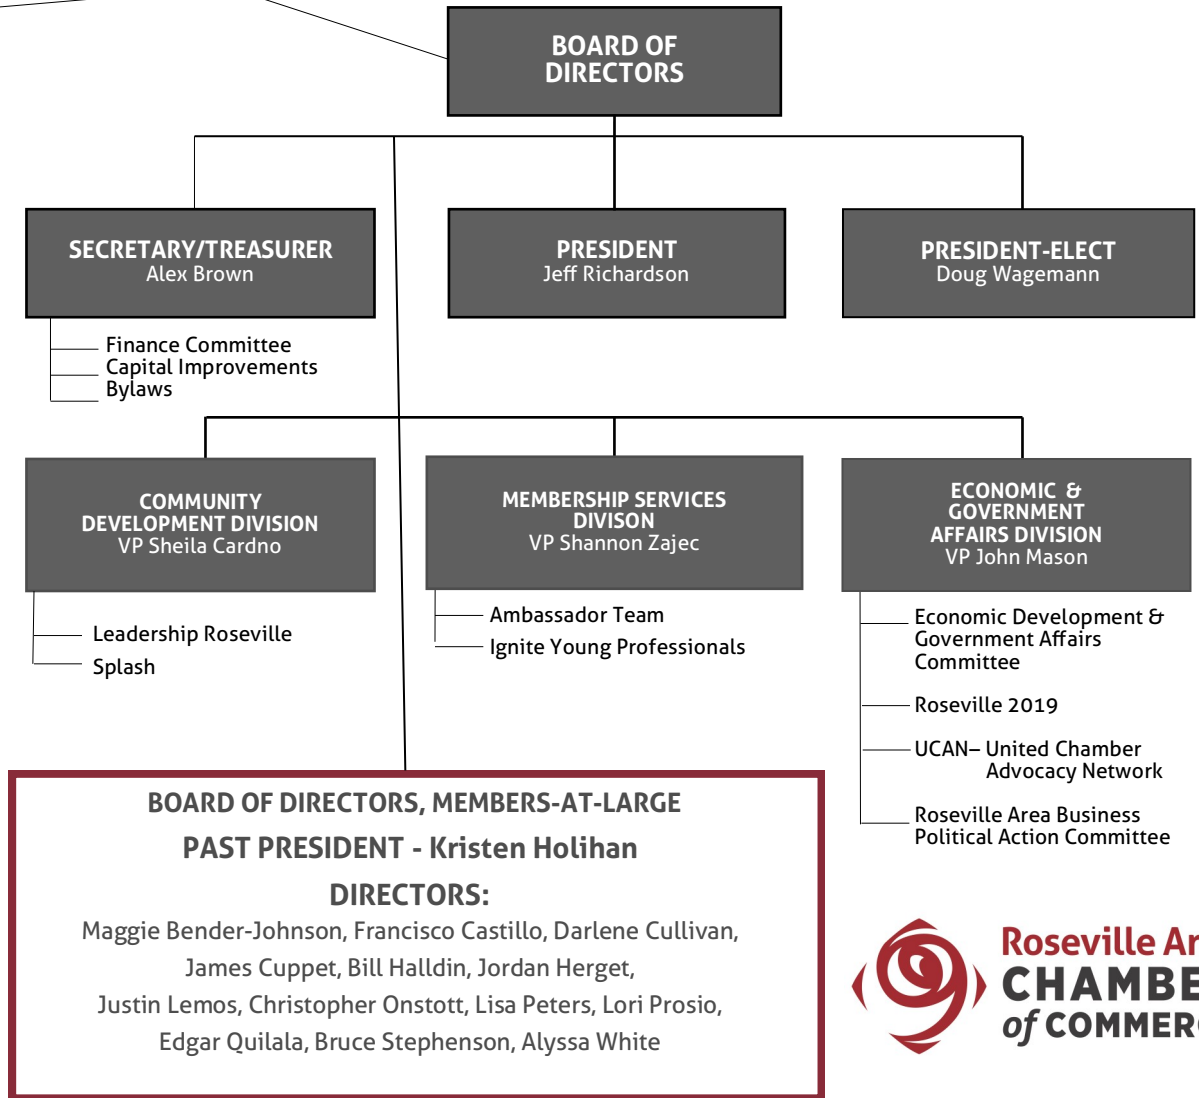 BOARD OF
DIRECTORS
SECRETARY/TREASURER
Alex Brown
PRESIDENT
Jeff Richardson
PRESIDENT-ELECT
Doug Wagemann
Finance Committee
Capital Improvements
Bylaws
COMMUNITY
DEVELOPMENT DIVISION
VP Sheila Cardno
MEMBERSHIP SERVICES
DIVISON
VP Shannon Zajec
ECONOMIC &
GOVERNMENT
AFFAIRS DIVISION
VP John Mason
Leadership Roseville
Splash
Ambassador Team
Ignite Young Professionals
Economic Development &
Government Affairs
Committee
Roseville 2019
UCAN– United Chamber
Advocacy Network
Roseville Area Business
Political Action Committee
BOARD OF DIRECTORS, MEMBERS-AT-LARGE
PAST PRESIDENT - Kristen Holihan
DIRECTORS:
Maggie Bender-Johnson, Francisco Castillo, Darlene Cullivan,
James Cuppet, Bill Halldin, Jordan Herget,
Justin Lemos, Christopher Onstott, Lisa Peters, Lori Prosio,
Edgar Quilala, Bruce Stephenson, Alyssa White
Roseville Ar
CHAMBE
of COMMERC